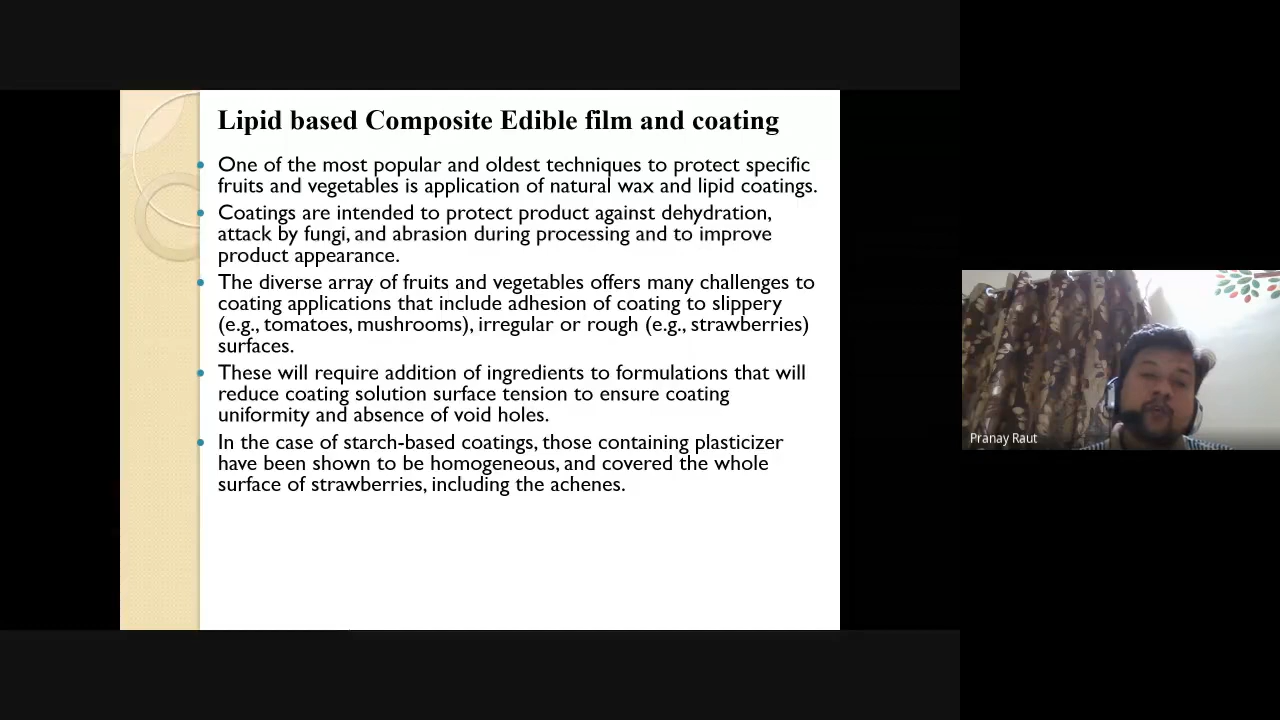 Lipid based Composite Edible film and coating
• One of the most popular and oldest techniques to protect specific
fruits and vegetables is application of natural wax and lipid coatings.
• Coatings are intended to protect product against dehydration,
attack by fungi, and abrasion during processing and to improve
product appearance.
• The diverse array of fruits and vegetables offers many challenges to
coating applications that include adhesion of coating to slippery
(e.g., tomatoes, mushrooms), irregular or rough (e.g., strawberries)
surfaces.
• These will require addition of ingredients to formulations that will
reduce coating solution surface tension to ensure coating
uniformity and absence of void holes.
• In the case of starch-based coatings, those containing plasticizer
have been shown to be homogeneous, and covered the whole
surface of strawberries, including the achenes.
Pranay Raut